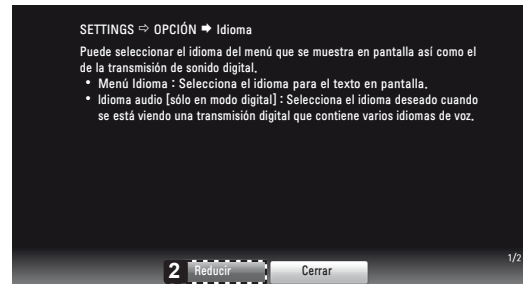 SETTINGS ⇨ OPCIÓN ➡ Idioma
Puede seleccionar el idioma del menú que se muestra en pantalla así como el
de la transmisión de sonido digital.
• Menú Idioma : Selecciona el idioma para el texto en pantalla.
• Idioma audio [sólo en modo digital] : Selecciona el idioma deseado cuando
se está viendo una transmisión digital que contiene varios idiomas de voz.
1/2
2 Reducir Cerrar